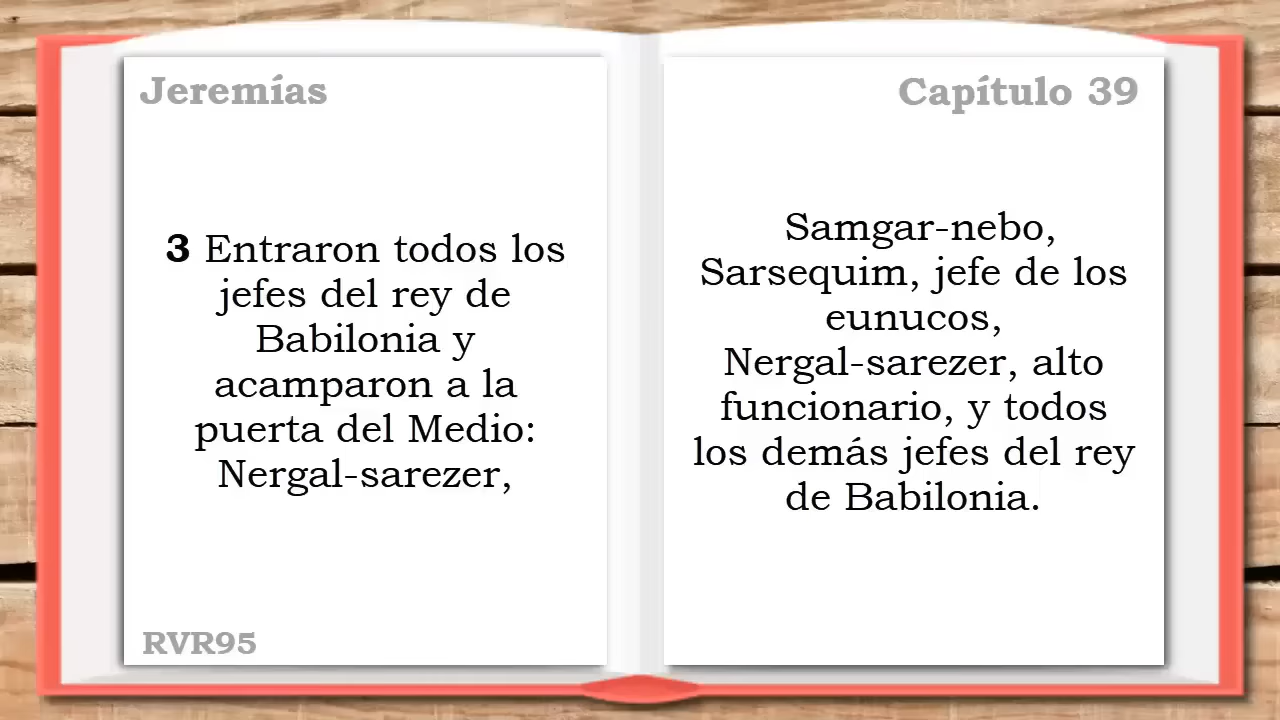 Jeremías
3 Entraron todos los
jefes del rey de
Babilonia y
acamparon a la
puerta del Medio:
Nergal-sarezer,
RVR95
Capítulo 39
Samgar-nebo,
Sarsequim, jefe de los
eunucos,
Nergal-sarezer, alto
funcionario, y todos
los demás jefes del rey
de Babilonia.